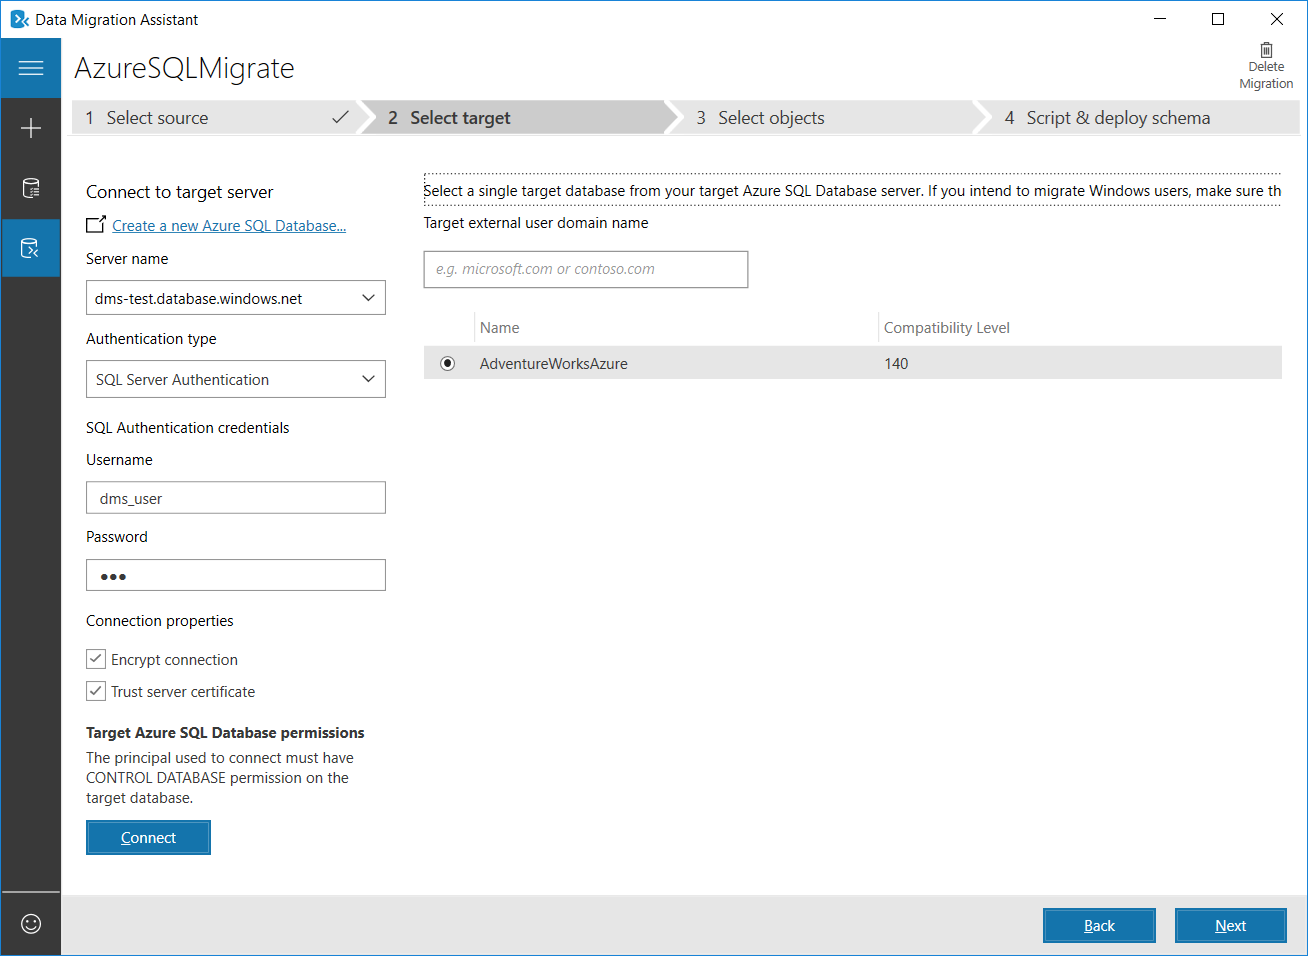 Data Migration Assistant
AzureSQLMigrate
Delete
Migration
1 Select source
2 Select target
3 Select objects
4 Script & deploy schema
Connect to target server
Create a new Azure SQL Database...
Server name
dms-test.database.windows.net
Authentication type
SQL Server Authentication
SQL Authentication credentials
Username
dms_user
Password
●●●
Connection properties
Encrypt connection
Trust server certificate
Target Azure SQL Database permissions
The principal used to connect must have
CONTROL DATABASE permission on the
target database.
Connect
Select a single target database from your target Azure SQL Database server. If you intend to migrate Windows users, make sure th
Target external user domain name
e.g. microsoft.com or contoso.com
Name Compatibility Level
AdventureWorksAzure 140
Back Next